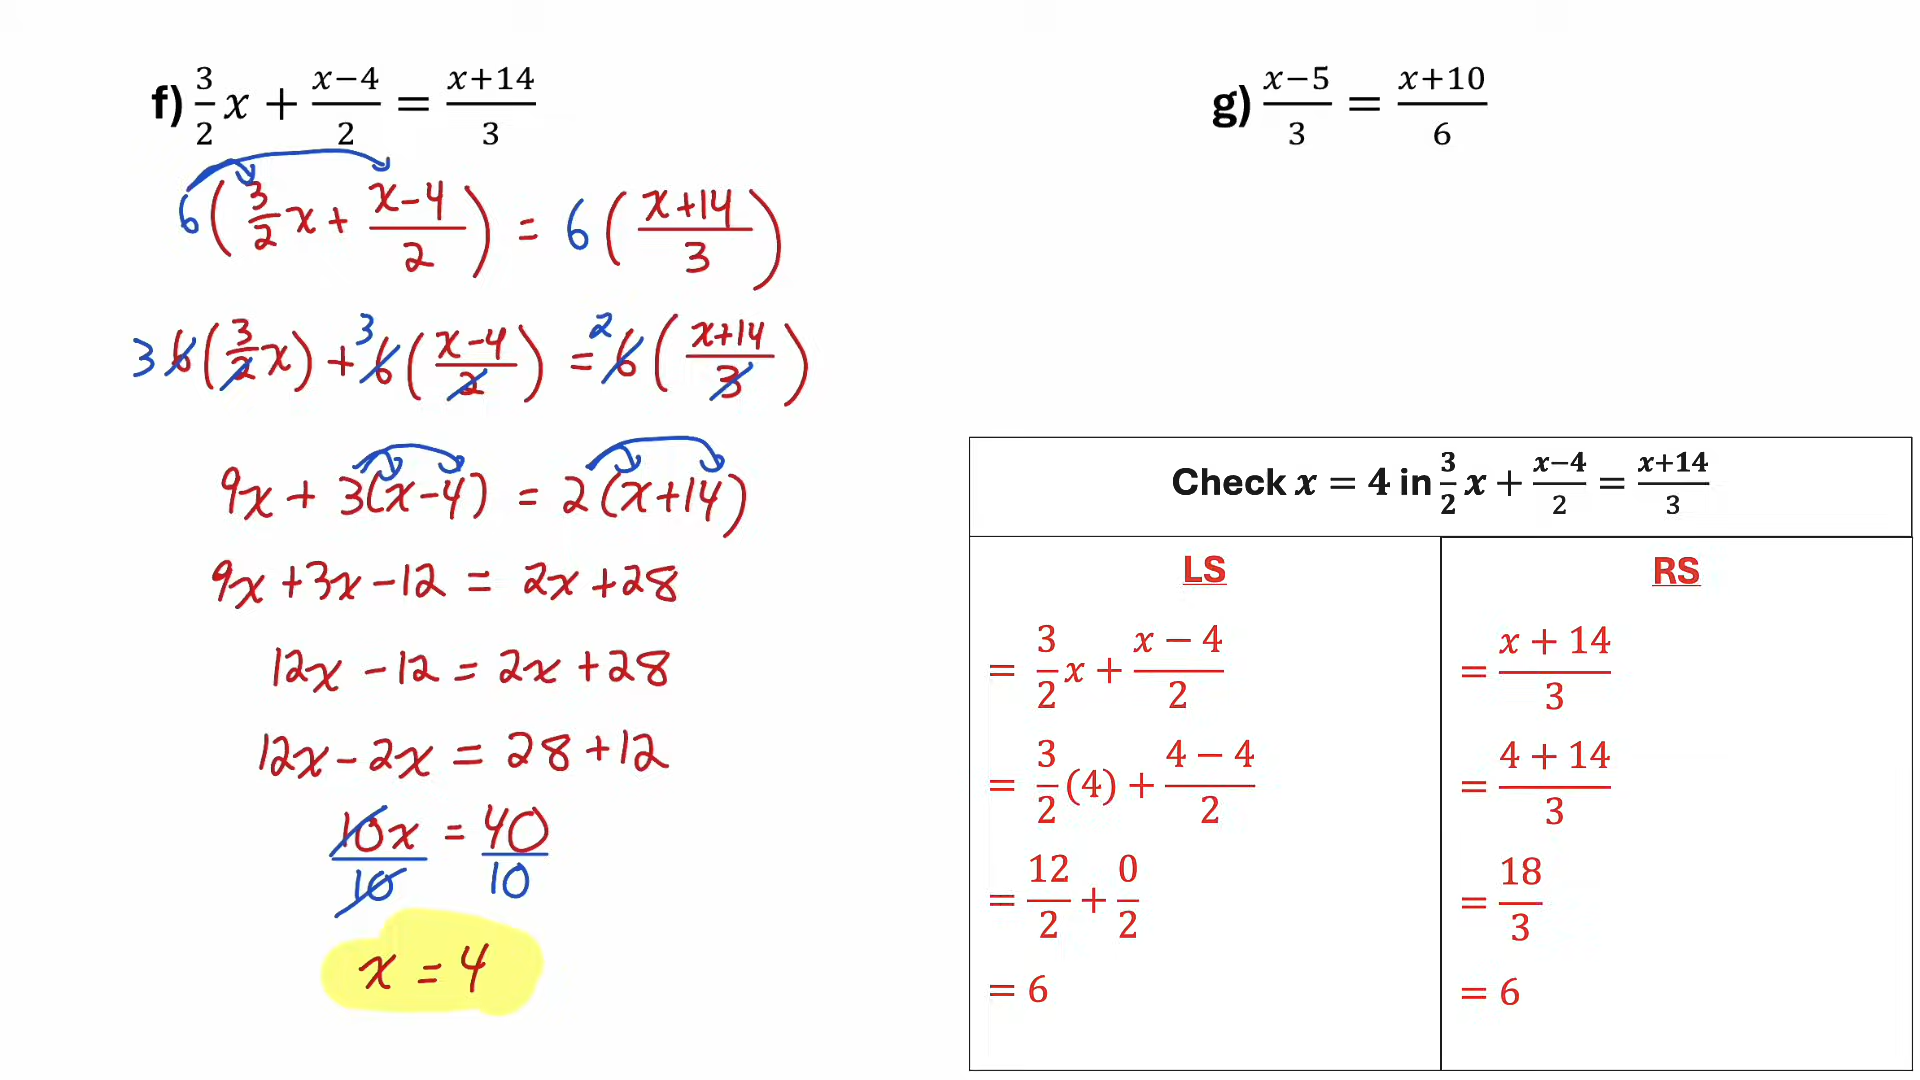 f) 3/2 x + (x−4)/2 = (x+14)/3
6(3/2 x + (x-4)/2) = 6((x+14)/3)
3 6(3/2 x) + 3 6((x-4)/2) = 2 6((x+14)/3)
9x + 3(x-4) = 2(x+14)
9x +3x -12 = 2x +28
12x -12 = 2x +28
12x - 2x = 28 +12
10x/10 = 40/10
x = 4
g) (x−5)/3 = (x+10)/6
Check x = 4 in 3/2 x + (x−4)/2 = (x+14)/3
LS
= 3/2 x + (x − 4)/2
= 3/2 (4) + (4 − 4)/2
= 12/2 + 0/2
= 6
RS
= (x + 14)/3
= (4 + 14)/3
= 18/3
= 6